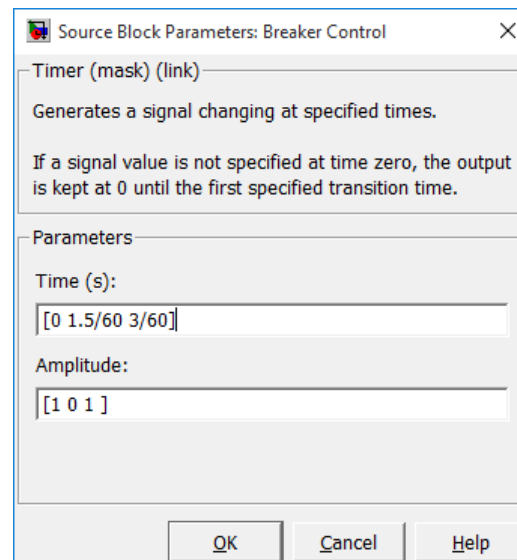 Source Block Parameters: Breaker Control
Timer (mask) (link)
Generates a signal changing at specified times.
If a signal value is not specified at time zero, the output
is kept at 0 until the first specified transition time.
Parameters
Time (s):
[0 1.5/60 3/60]
Amplitude:
[1 0 1 ]
OK Cancel Help